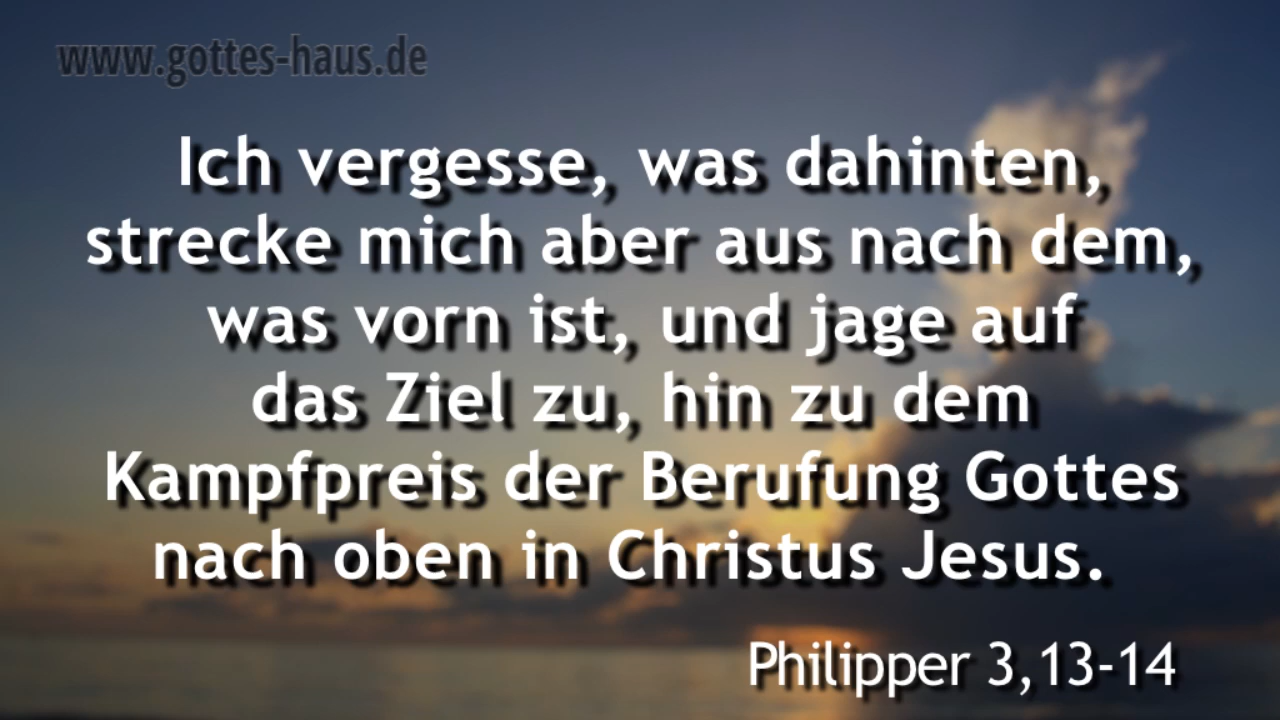 www.gottes-haus.de
Ich vergesse, was dahinten,
strecke mich aber aus nach dem,
was vorn ist, und jage auf
das Ziel zu, hin zu dem
Kampfpreis der Berufung Gottes
nach oben in Christus Jesus.
Philipper 3,13-14